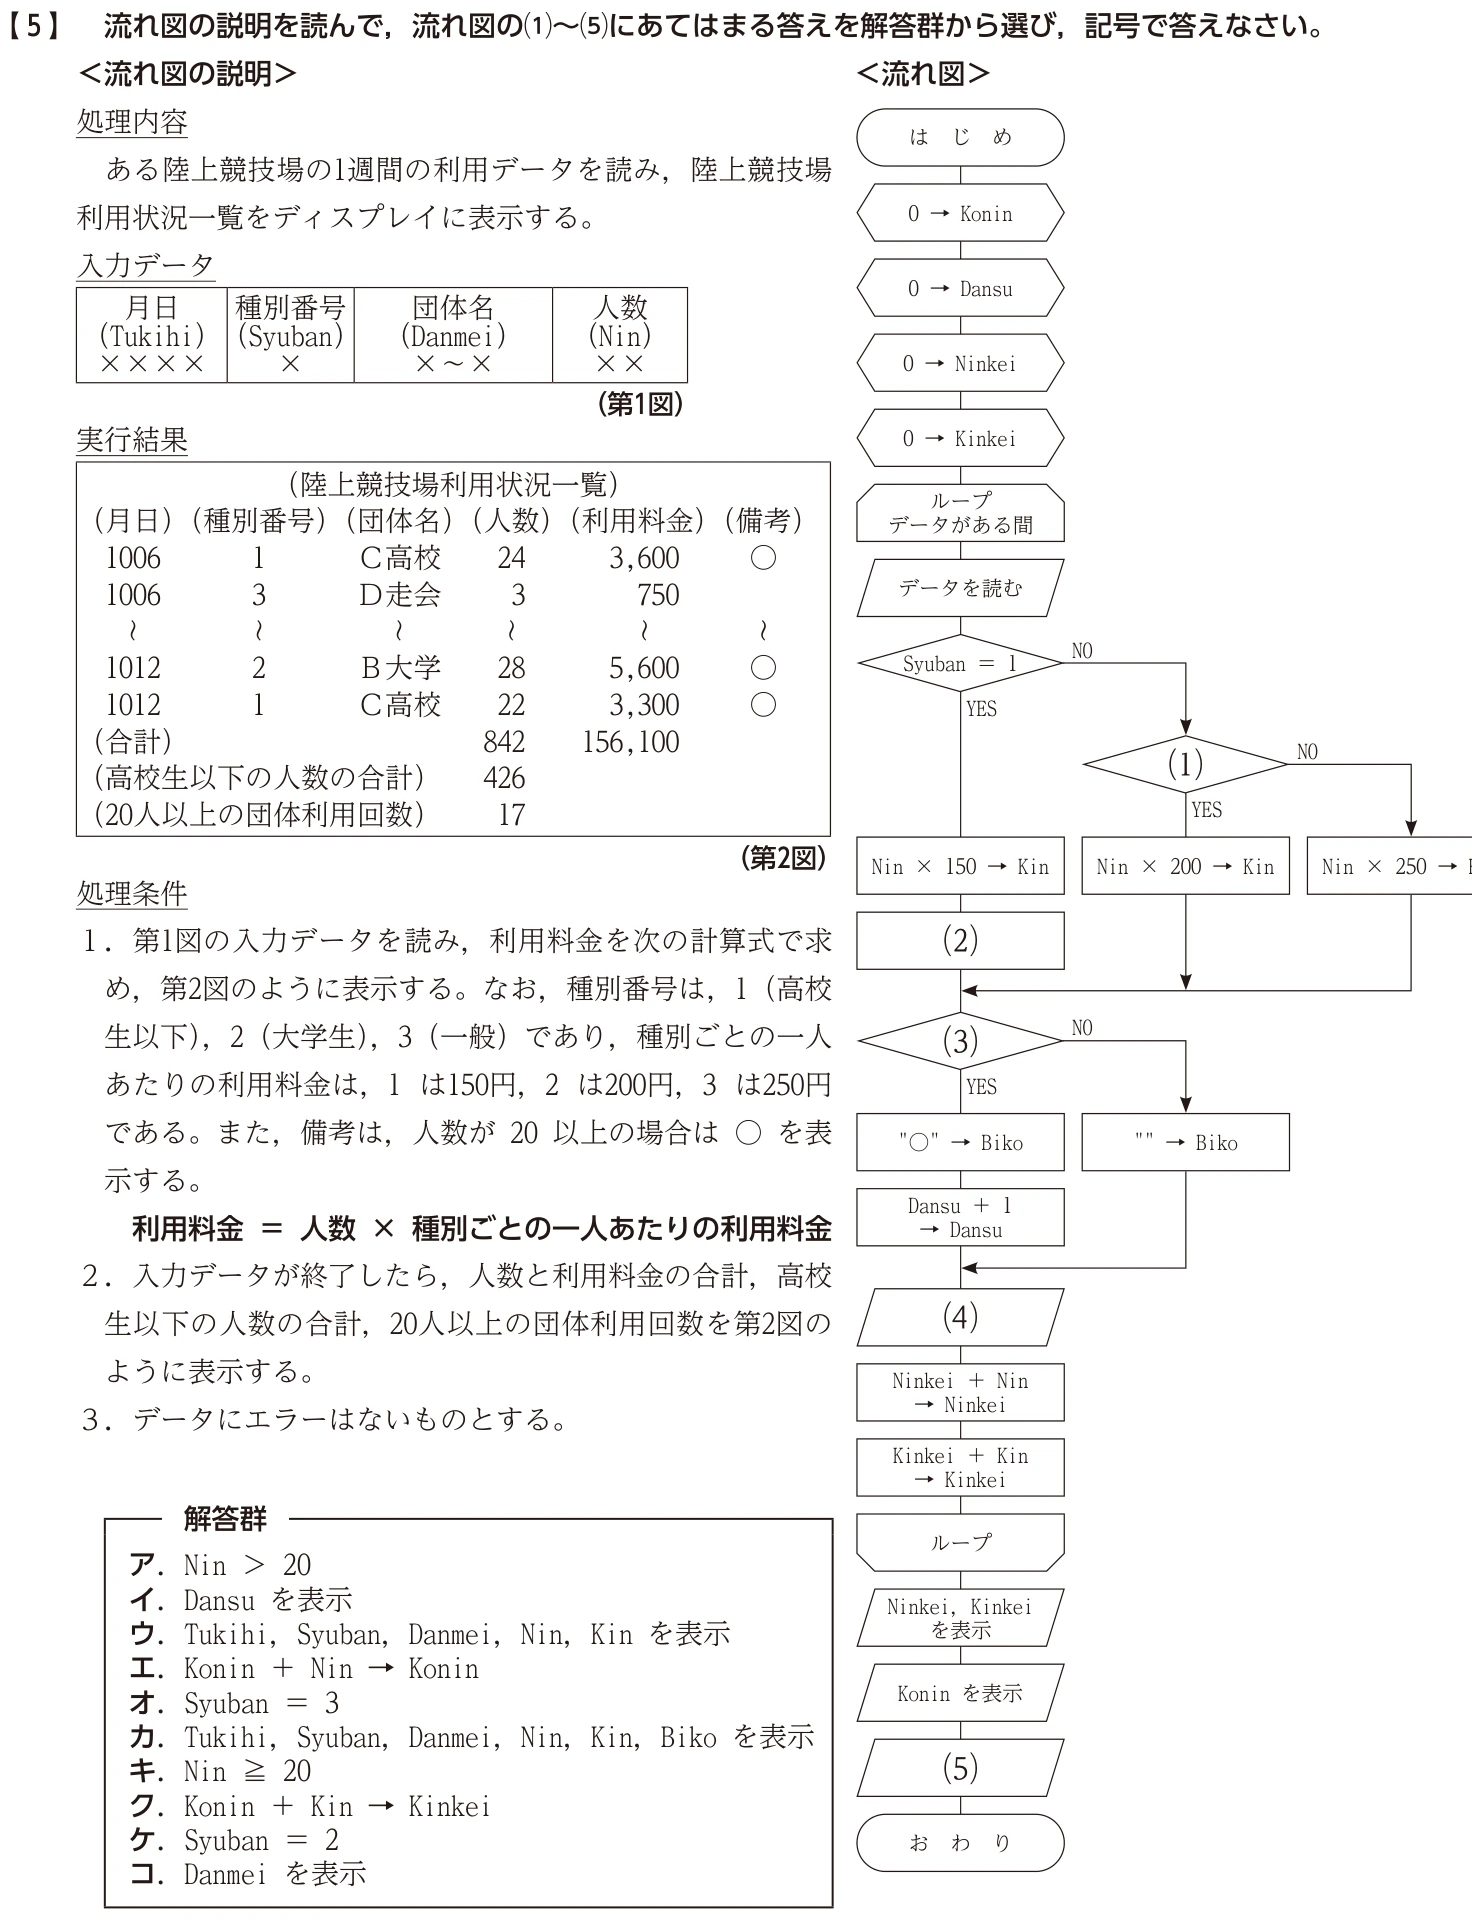 【5】 流れ図の説明を読んで，流れ図の⑴～⑸にあてはまる答えを解答群から選び，記号で答えなさい。
＜流れ図の説明＞
処理内容
ある陸上競技場の1週間の利用データを読み，陸上競技場
利用状況一覧をディスプレイに表示する。
入力データ
月日 種別番号 団体名 人数
(Tukihi) (Syuban) (Danmei) (Nin)
×××× × ×～× ××
(第1図)
実行結果
(陸上競技場利用状況一覧)
(月日) (種別番号) (団体名) (人数) (利用料金) (備考)
1006 1 Ｃ高校 24 3,600 ○
1006 3 Ｄ走会 3 750
～ ～ ～ ～ ～ ～
1012 2 Ｂ大学 28 5,600 ○
1012 1 Ｃ高校 22 3,300 ○
(合計) 842 156,100
(高校生以下の人数の合計) 426
(20人以上の団体利用回数) 17
(第2図)
処理条件
１．第1図の入力データを読み，利用料金を次の計算式で求
め，第2図のように表示する。なお，種別番号は，1（高校
生以下)，2（大学生)，3（一般）であり，種別ごとの一人
あたりの利用料金は，1 は150円，2 は200円，3 は250円
である。また，備考は，人数が 20 以上の場合は ○ を表
示する。
利用料金 ＝ 人数 × 種別ごとの一人あたりの利用料金
２．入力データが終了したら，人数と利用料金の合計，高校
生以下の人数の合計，20人以上の団体利用回数を第2図の
ように表示する。
３．データにエラーはないものとする。
解答群
ア．Nin ＞ 20
イ．Dansu を表示
ウ．Tukihi, Syuban, Danmei, Nin, Kin を表示
エ．Konin ＋ Nin → Konin
オ．Syuban ＝ 3
カ．Tukihi, Syuban, Danmei, Nin, Kin, Biko を表示
キ．Nin ≧ 20
ク．Konin ＋ Kin → Kinkei
ケ．Syuban ＝ 2
コ．Danmei を表示
＜流れ図＞
は じ め
0 → Konin
0 → Dansu
0 → Ninkei
0 → Kinkei
ループ
データがある間
データを読む
Syuban ＝ 1
NO
YES
(1)
NO
YES
Nin × 150 → Kin
Nin × 200 → Kin
Nin × 250 →
(2)
(3)
NO
YES
"○" → Biko
"" → Biko
Dansu ＋ 1
→ Dansu
(4)
Ninkei ＋ Nin
→ Ninkei
Kinkei ＋ Kin
→ Kinkei
ループ
Ninkei, Kinkei
を表示
Konin を表示
(5)
お わ り